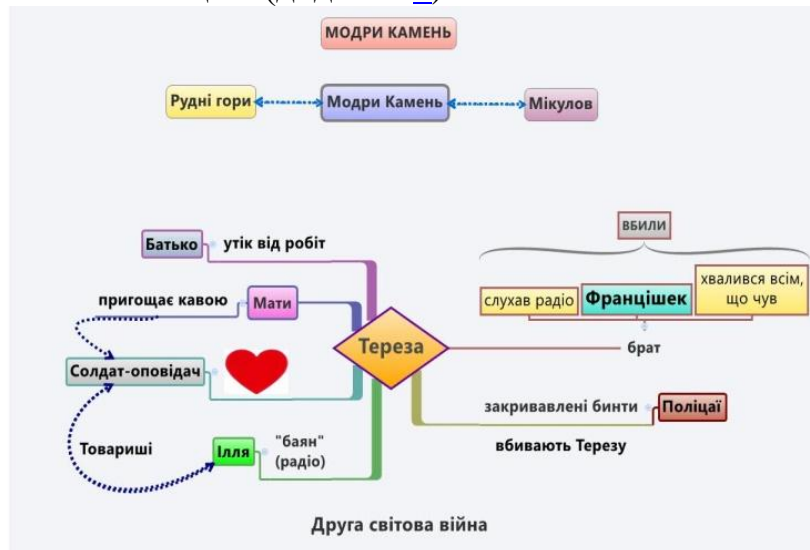 МОДРИ КАМЕНЬ
Рудні гори
Модри Камень
Мікулов
Батько
утік від робіт
пригощає кавою
Мати
Солдат-оповідач
Товариші
Ілля
"баян"
(радіо)
Тереза
ВБИЛИ
слухав радіо
Францішек
хвалився всім,
що чув
брат
закривавлені бинти
Поліцаї
вбивають Терезу
Друга світова війна